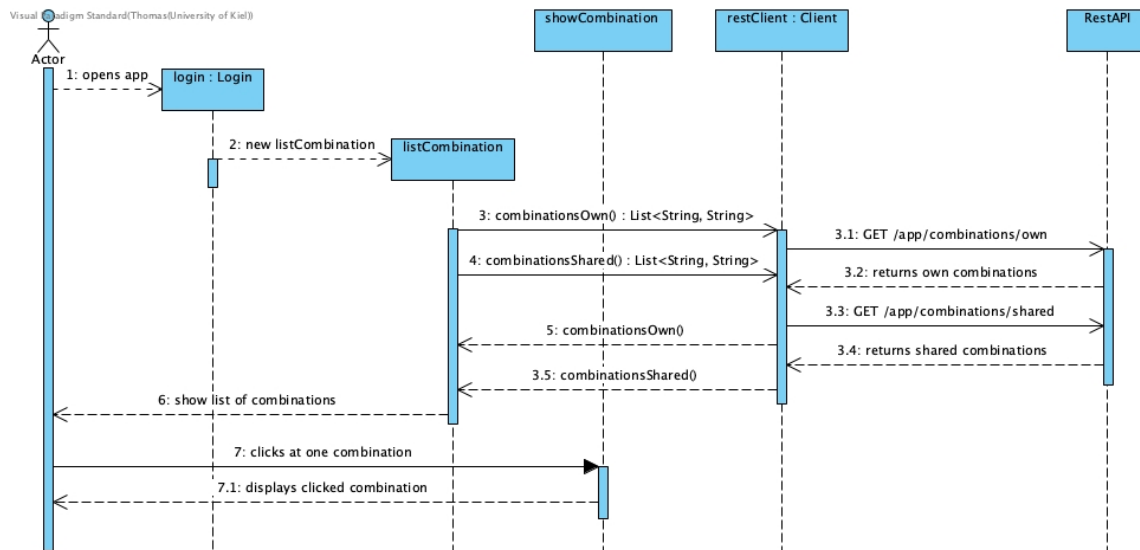 Visual Paradigm Standard(Thomas(University of Kiel))
showCombination
restClient : Client
RestAPI
Actor
1: opens app
login : Login
2: new listCombination
listCombination
3: combinationsOwn() : List<String, String>
3.1: GET /app/combinations/own
4: combinationsShared() : List<String, String>
3.2: returns own combinations
3.3: GET /app/combinations/shared
5: combinationsOwn()
3.4: returns shared combinations
3.5: combinationsShared()
6: show list of combinations
7: clicks at one combination
7.1: displays clicked combination